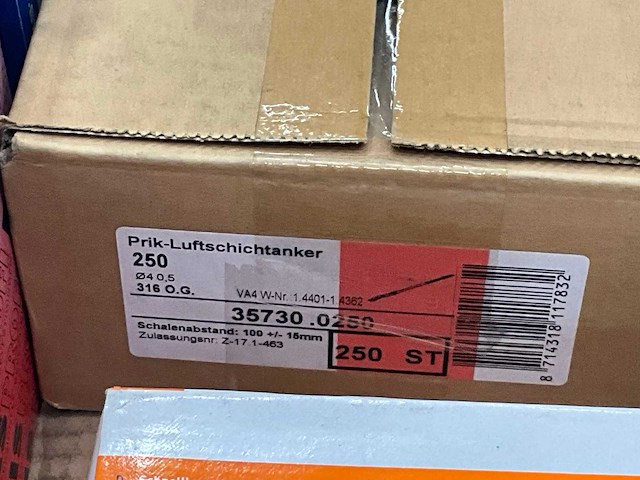 Prik-Luftschichtanker
250
Ø4 0,5
316 O.G.
VA4 W-Nr. 1.4401-1.4362
35730.0250
Schalenabstand: 100 +/- 15mm
Zulassungsnr: Z-17.1-463
250 ST
8 714318 117832